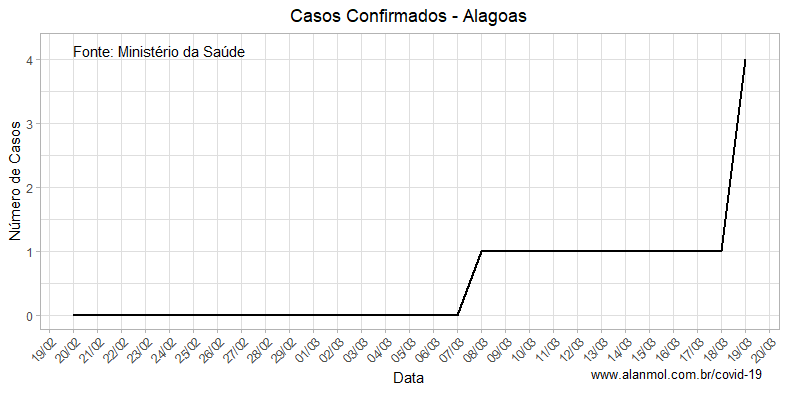 Casos Confirmados - Alagoas
Fonte: Ministério da Saúde
Número de Casos
4
3
2
1
0
19/02 20/02 21/02 22/02 23/02 24/02 25/02 26/02 27/02 28/02 29/02 01/03 02/03 03/03 04/03 05/03 06/03 07/03 08/03 09/03 10/03 11/03 12/03 13/03 14/03 15/03 16/03 17/03 18/03 19/03 20/03
Data
www.alanmol.com.br/covid-19